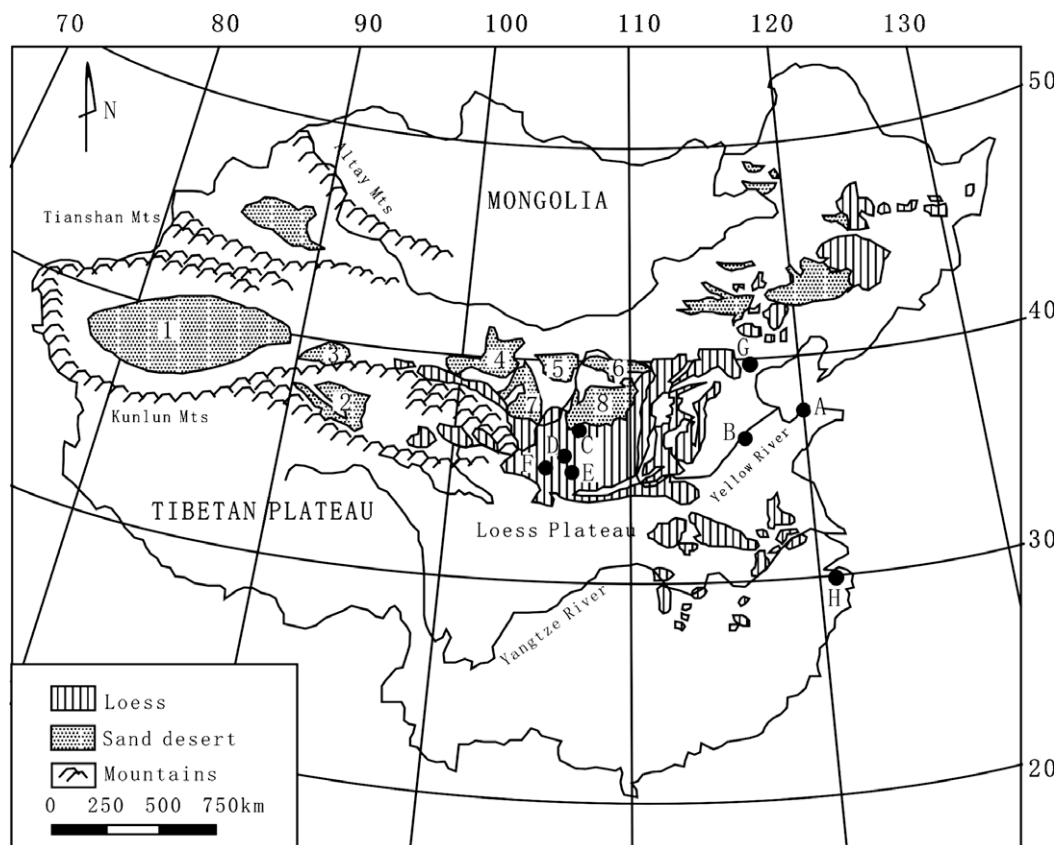 70 80 90 100 110 120 130
50
N
Altay Mts
MONGOLIA
Tianshan Mts
40
1
3
4
5
6
G
2
7
8
Kunlun Mts
A
B
C
D
F
E
Yellow River
TIBETAN PLATEAU
Loess Plateau
30
H
Yangtze River
Loess
Sand desert
Mountains
20
0 250 500 750km